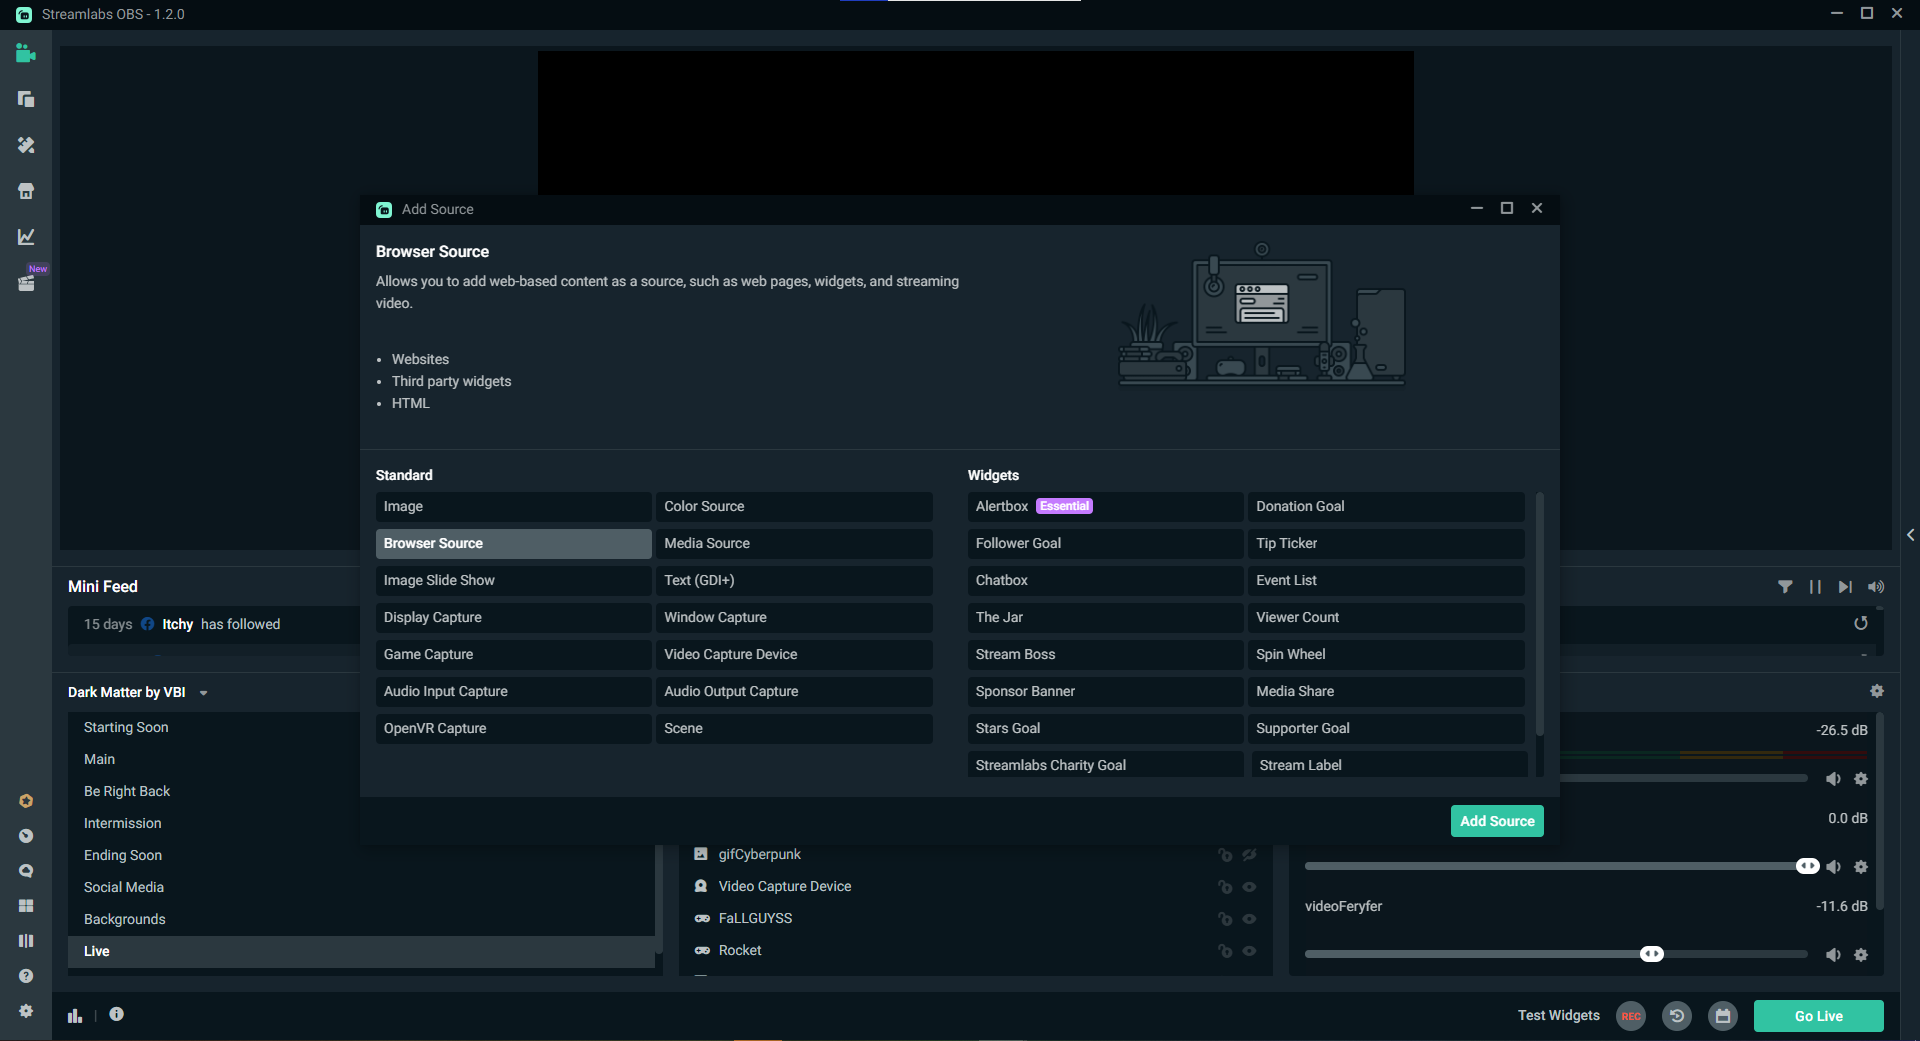 Streamlabs OBS - 1.2.0
New
Add Source
Browser Source
Allows you to add web-based content as a source, such as web pages, widgets, and streaming
video.
• Websites
• Third party widgets
• HTML
Standard
Image
Color Source
Browser Source
Media Source
Image Slide Show
Text (GDI+)
Display Capture
Window Capture
Game Capture
Video Capture Device
Audio Input Capture
Audio Output Capture
OpenVR Capture
Scene
Widgets
Alertbox Essential
Donation Goal
Follower Goal
Tip Ticker
Chatbox
Event List
The Jar
Viewer Count
Stream Boss
Spin Wheel
Sponsor Banner
Media Share
Stars Goal
Supporter Goal
Streamlabs Charity Goal
Stream Label
Add Source
Mini Feed
15 days Itchy has followed
Dark Matter by VBI
Starting Soon
Main
Be Right Back
Intermission
Ending Soon
Social Media
Backgrounds
Live
gifCyberpunk
Video Capture Device
FaLLGUYSS
Rocket
-26.5 dB
0.0 dB
videoFeryfer
-11.6 dB
Test Widgets
REC
Go Live